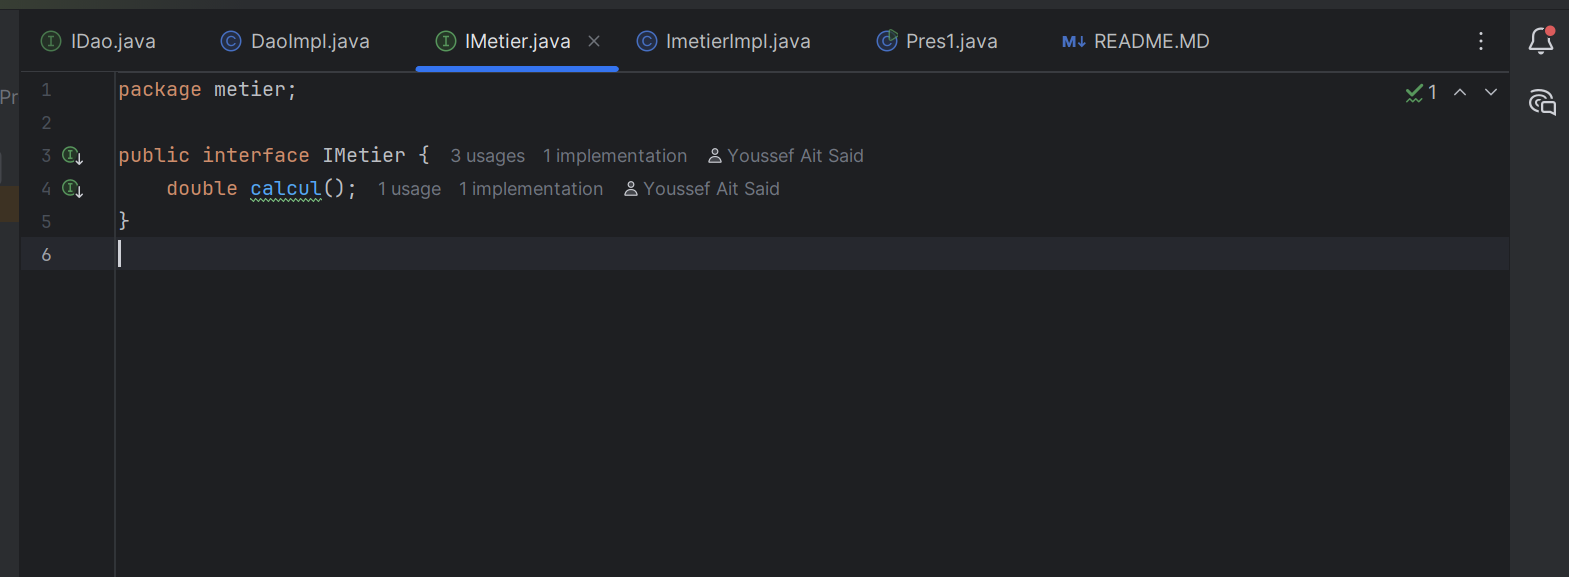 IDao.java DaoImpl.java IMetier.java ImetierImpl.java Pres1.java M↓ README.MD
Pr
1 package metier; 1
2
3 public interface IMetier { 3 usages 1 implementation Youssef Ait Said
4 double calcul(); 1 usage 1 implementation Youssef Ait Said
5 }
6